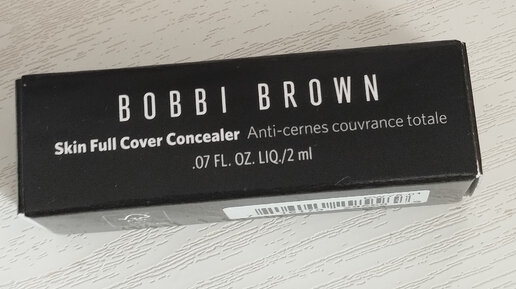 BOBBI BROWN
Skin Full Cover Concealer Anti-cernes couvrance totale
.07 FL. OZ. LIQ./2 ml